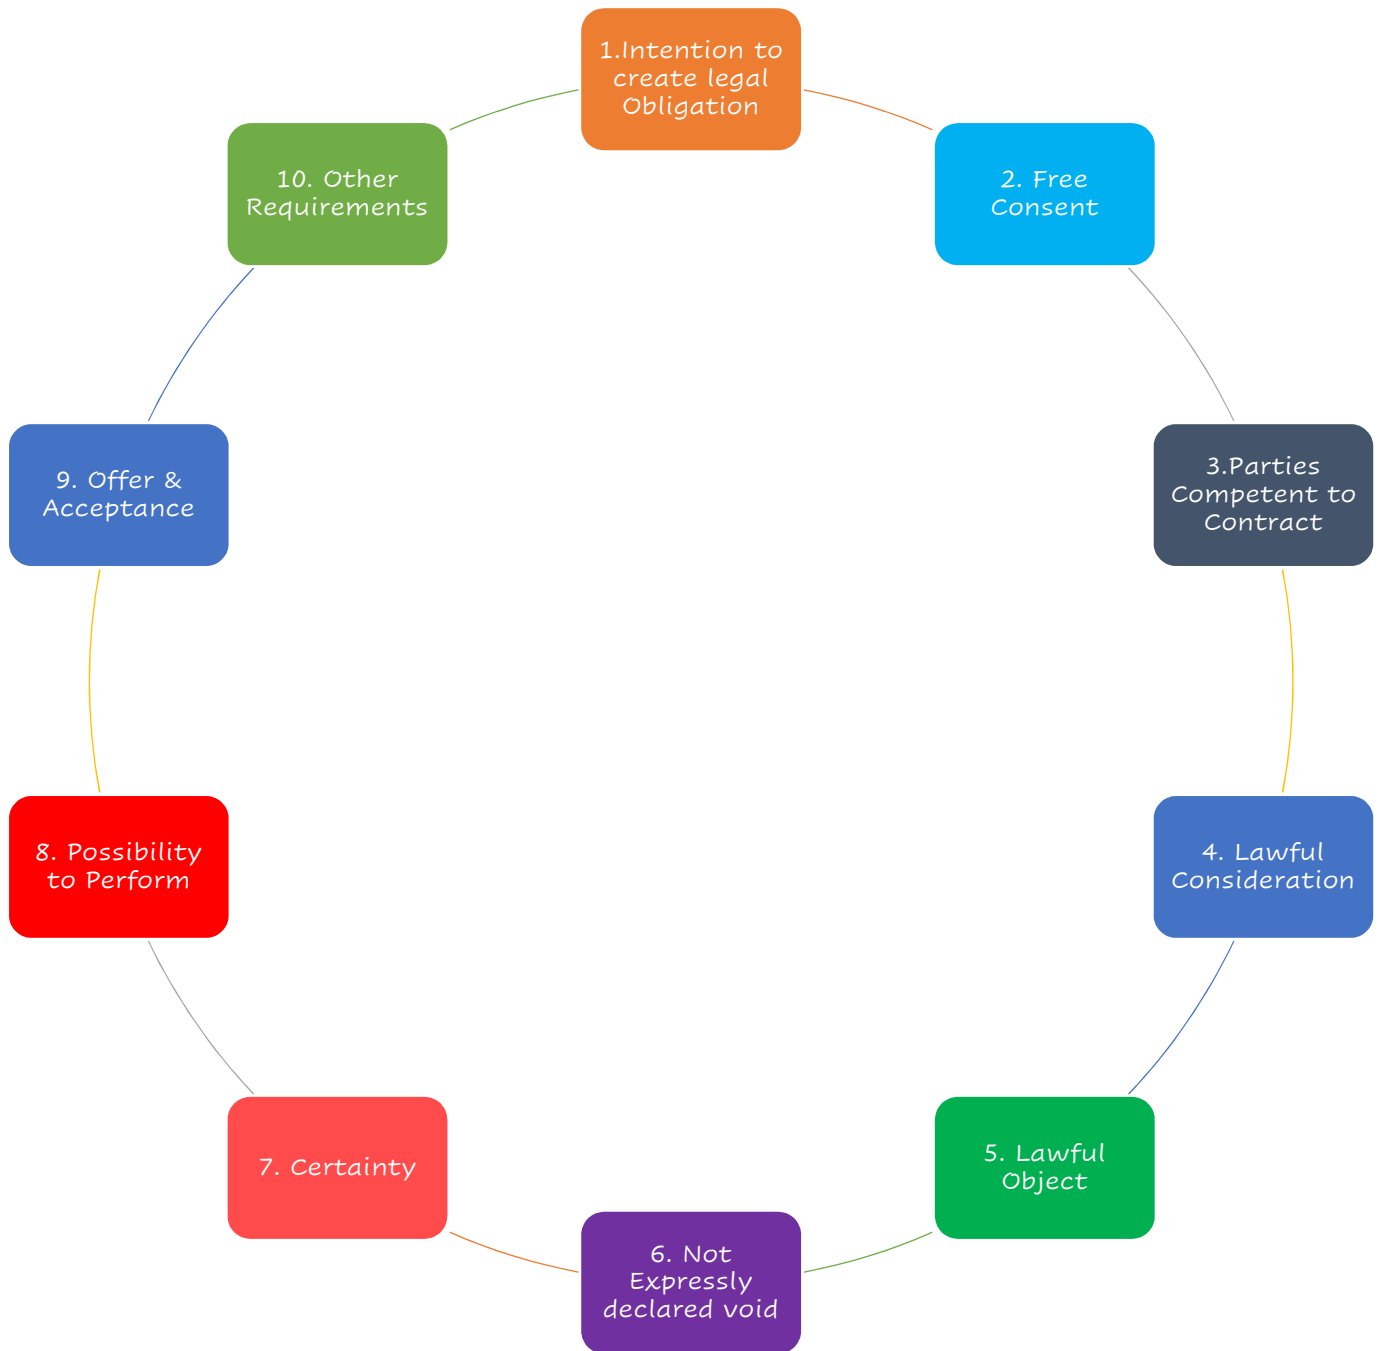 1.Intention to
create legal
Obligation
2. Free
Consent
3.Parties
Competent to
Contract
4. Lawful
Consideration
5. Lawful
Object
6. Not
Expressly
declared void
7. Certainty
8. Possibility
to Perform
9. Offer &
Acceptance
10. Other
Requirements